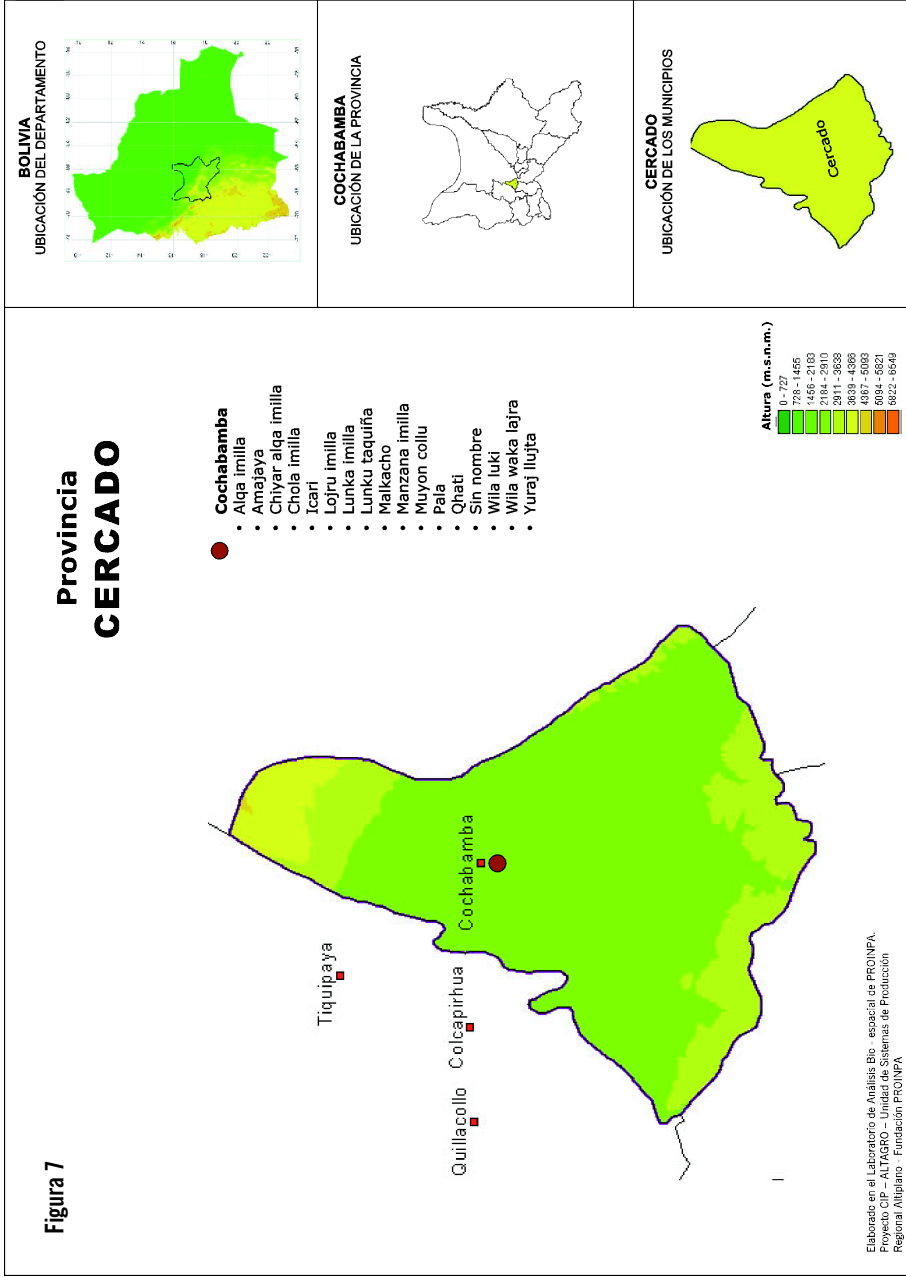 Figura 7
Provincia
CERCADO
Cochabamba
• Alqa imilla
• Amajaya
• Chiyar alqa imilla
• Chola imilla
• Icari
• Lojru imilla
• Lunka imilla
• Lunku taquiña
• Malkacho
• Manzana imilla
• Muyon collu
• Pala
• Qhati
• Sin nombre
• Wila luki
• Wila waka lajra
• Yuraj llujta
Tiquipaya
Quillacollo
Colcapirhua
Cochabamba
Altura (m.s.n.m.)
0 - 727
728 - 1455
1456 - 2183
2184 - 2910
2911 - 3638
3639 - 4366
4367 - 5093
5094 - 5821
5822 - 6549
Elaborado en el Laboratorio de Análisis Bio - espacial de PROINPA.
Proyecto CIP – ALTAGRO – Unidad de Sistemas de Producción
Regional Altiplano - Fundación PROINPA
BOLIVIA
UBICACIÓN DEL DEPARTAMENTO
COCHABAMBA
UBICACIÓN DE LA PROVINCIA
CERCADO
UBICACIÓN DE LOS MUNICIPIOS
Cercado